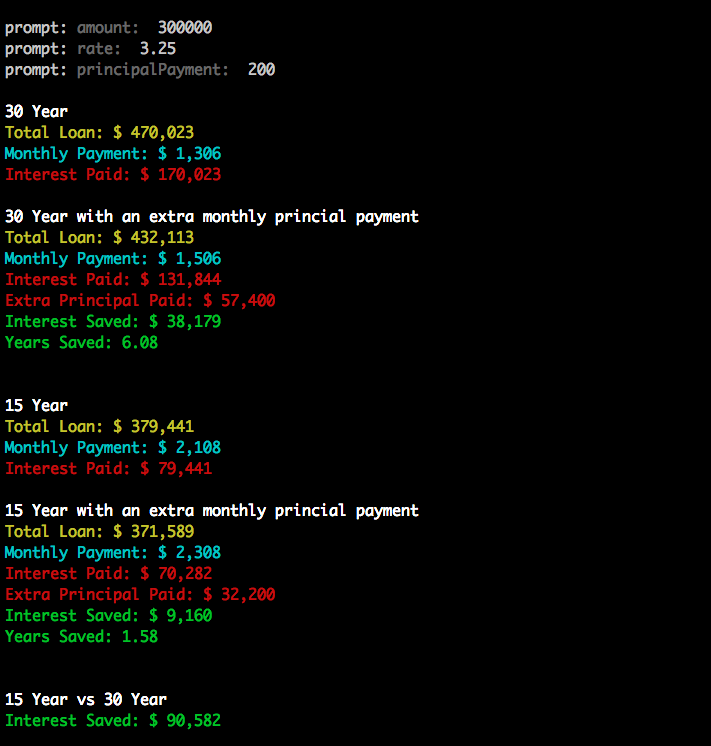 prompt: amount:  300000
prompt: rate:  3.25
prompt: principalPayment:  200
30 Year
Total Loan: $ 470,023
Monthly Payment: $ 1,306
Interest Paid: $ 170,023
30 Year with an extra monthly princial payment
Total Loan: $ 432,113
Monthly Payment: $ 1,506
Interest Paid: $ 131,844
Extra Principal Paid: $ 57,400
Interest Saved: $ 38,179
Years Saved: 6.08
15 Year
Total Loan: $ 379,441
Monthly Payment: $ 2,108
Interest Paid: $ 79,441
15 Year with an extra monthly princial payment
Total Loan: $ 371,589
Monthly Payment: $ 2,308
Interest Paid: $ 70,282
Extra Principal Paid: $ 32,200
Interest Saved: $ 9,160
Years Saved: 1.58
15 Year vs 30 Year
Interest Saved: $ 90,582